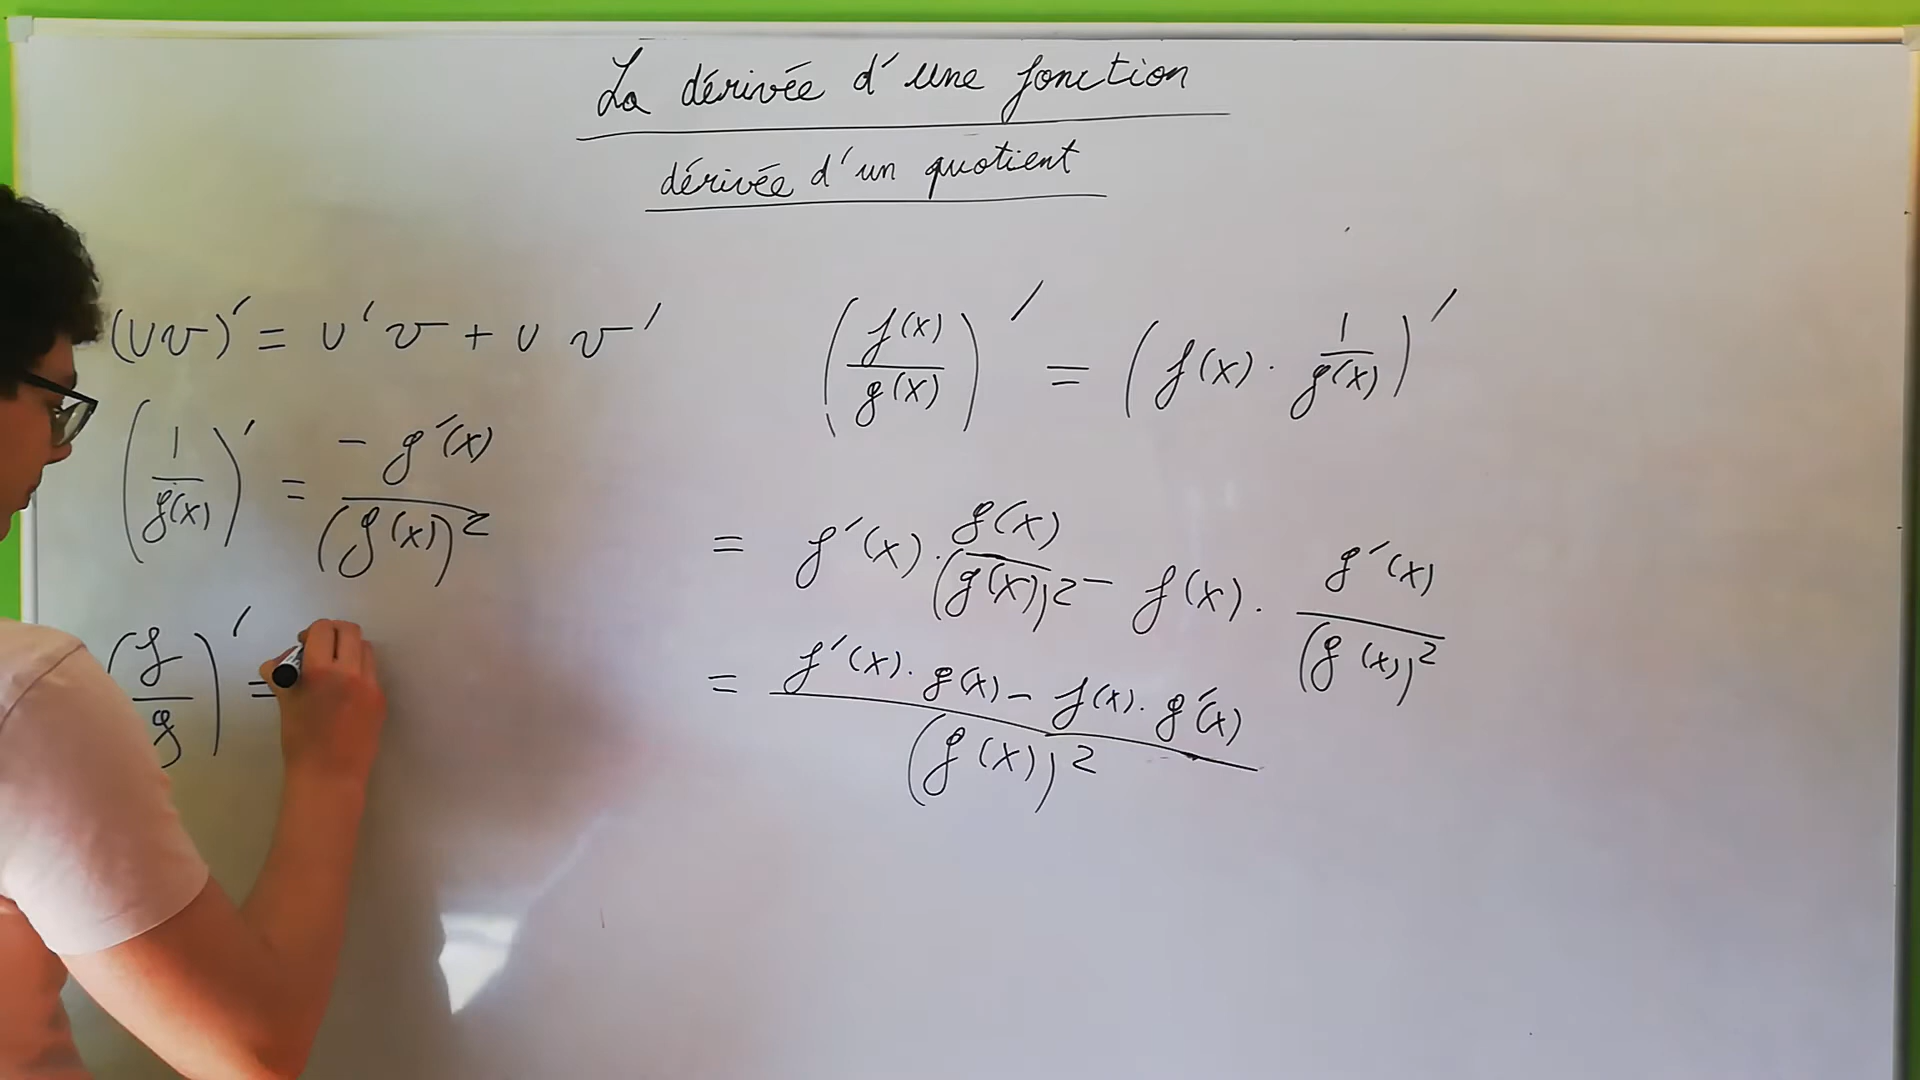 La dérivée d'une fonction
dérivée d'un quotient
(uv)' = u'v + u v'
(1/g(x))' = -g'(x)/(g(x))²
(f/g)' =
(f(x)/g(x))' = (f(x) · 1/g(x))'
= f'(x) · g(x)/(g(x))² - f(x) · g'(x)/(g(x))²
= f'(x) · g(x) - f(x) · g'(x)/(g(x))²